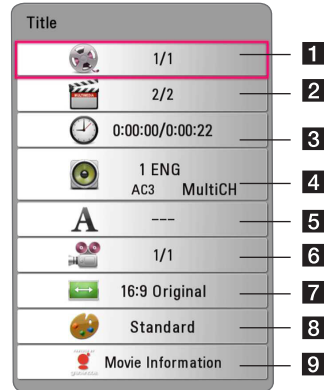 Title
1/1 1
2/2 2
0:00:00/0:00:22 3
1 ENG
AC3 MultiCH 4
A --- 5
1/1 6
16:9 Original 7
Standard 8
Movie Information 9